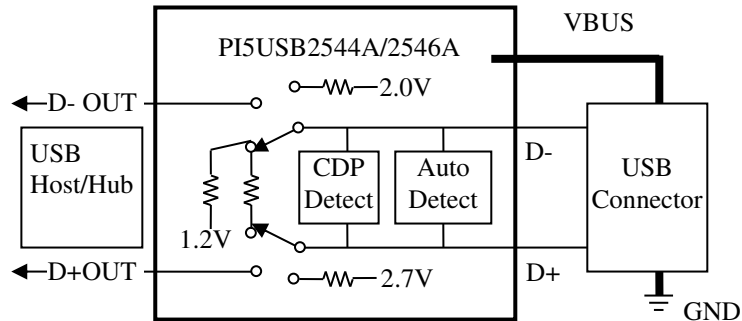 VBUS
PI5USB2544A/2546A
2.0V
D- OUT
USB
Host/Hub
CDP
Detect
Auto
Detect
D-
USB
Connector
1.2V
D+OUT
2.7V
D+
GND